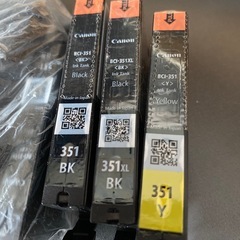 Canon
BCI-351
<BK>
Ink Tank
Black
351
BK
Canon
BCI-351XL
<BK>
Ink Tank
Black
351XL
BK
Canon
BCI-351
<Y>
Ink Tank
Yellow
351
Y